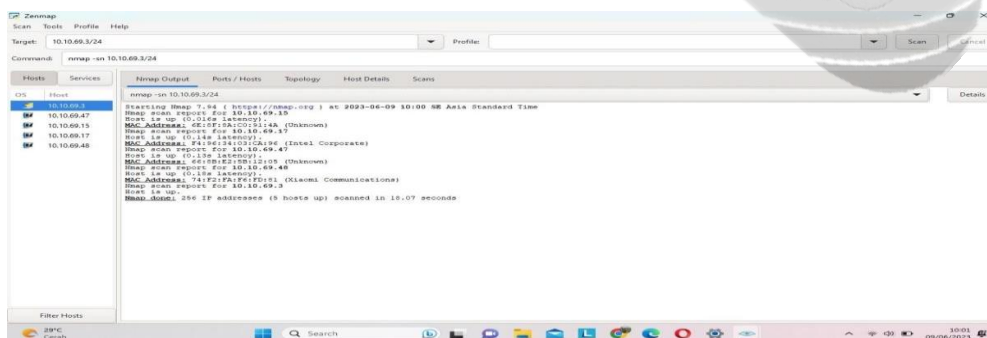 Zenmap
Scan Tools Profile Help
Target: 10.10.69.3/24 Profile: Scan Cancel
Command: nmap -sn 10.10.69.3/24
Hosts Services Nmap Output Ports / Hosts Topology Host Details Scans
OS Host nmap -sn 10.10.69.3/24 Details
10.10.69.3
10.10.69.47
10.10.69.15
10.10.69.17
10.10.69.48
Starting Nmap 7.94 ( https://nmap.org ) at 2023-06-09 10:00 SE Asia Standard Time
Nmap scan report for 10.10.69.15
Host is up (0.016s latency).
MAC Address: 6E:5F:8A:C0:91:4A (Unknown)
Nmap scan report for 10.10.69.17
Host is up (0.14s latency).
MAC Address: F4:96:34:03:CA:96 (Intel Corporate)
Nmap scan report for 10.10.69.47
Host is up (0.13s latency).
MAC Address: 66:5B:E2:5B:12:05 (Unknown)
Nmap scan report for 10.10.69.48
Host is up (0.18s latency).
MAC Address: 74:F2:FA:F6:FD:81 (Xiaomi Communications)
Nmap scan report for 10.10.69.3
Host is up.
Nmap done: 256 IP addresses (5 hosts up) scanned in 18.07 seconds
Filter Hosts
29°C
Cerah
Search
10:01
09/06/2023